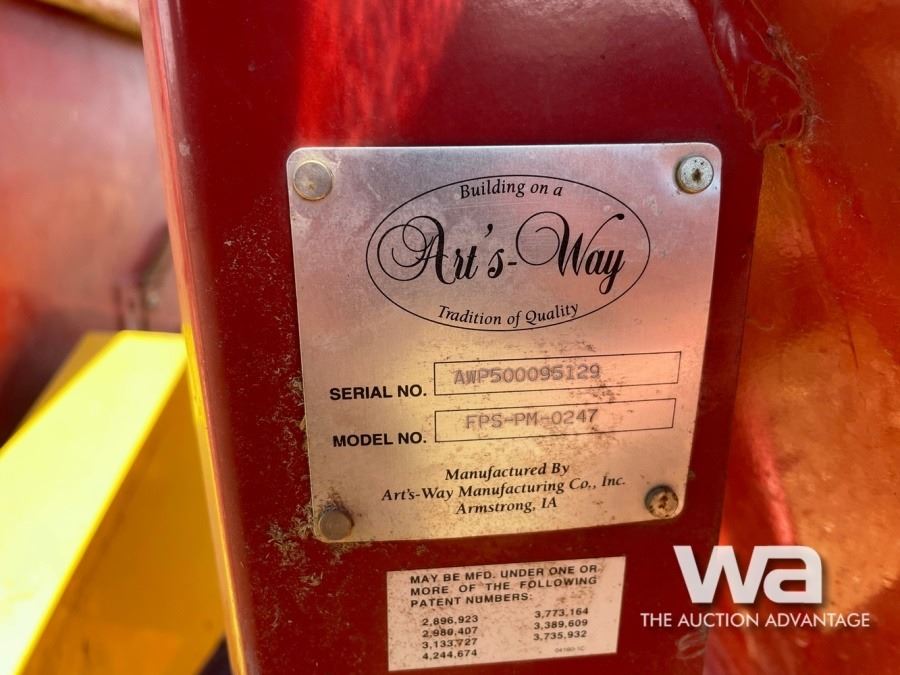 Building on a
Art's-Way
Tradition of Quality
SERIAL NO. AWP500095129
MODEL NO. FPS-PM-0247
Manufactured By
Art's-Way Manufacturing Co., Inc.
Armstrong, IA
MAY BE MFD. UNDER ONE OR
MORE OF THE FOLLOWING
PATENT NUMBERS:
2,896,923 3,773,164
2,980,407 3,389,609
3,133,727 3,735,932
4,244,674
wa
THE AUCTION ADVANTAGE